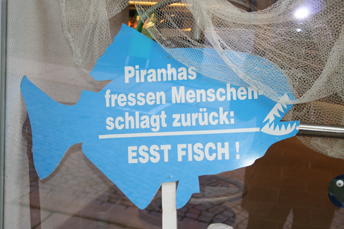 Piranhas
fressen Menschen-
schlagt zurück:
ESST FISCH !